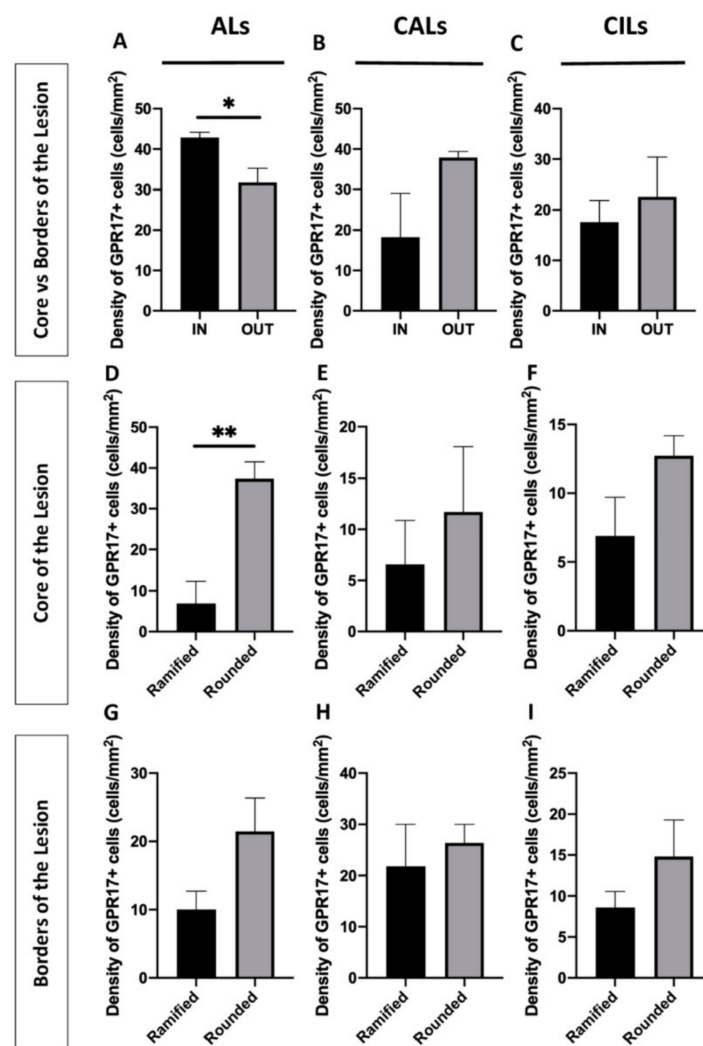 ALs CALs CILs
Core vs Borders of the Lesion
A
Density of GPR17+ cells (cells/mm²)
50
40
30
20
10
0
*
IN OUT
B
Density of GPR17+ cells (cells/mm²)
50
40
30
20
10
0
IN OUT
C
Density of GPR17+ cells (cells/mm²)
40
30
20
10
0
IN OUT
Core of the Lesion
D
Density of GPR17+ cells (cells/mm²)
50
40
30
20
10
0
**
Ramified Rounded
E
Density of GPR17+ cells (cells/mm²)
20
15
10
5
0
Ramified Rounded
F
Density of GPR17+ cells (cells/mm²)
15
10
5
0
Ramified Rounded
Borders of the Lesion
G
Density of GPR17+ cells (cells/mm²)
30
20
10
0
Ramified Rounded
H
Density of GPR17+ cells (cells/mm²)
40
30
20
10
0
Ramified Rounded
I
Density of GPR17+ cells (cells/mm²)
25
20
15
10
5
0
Ramified Rounded